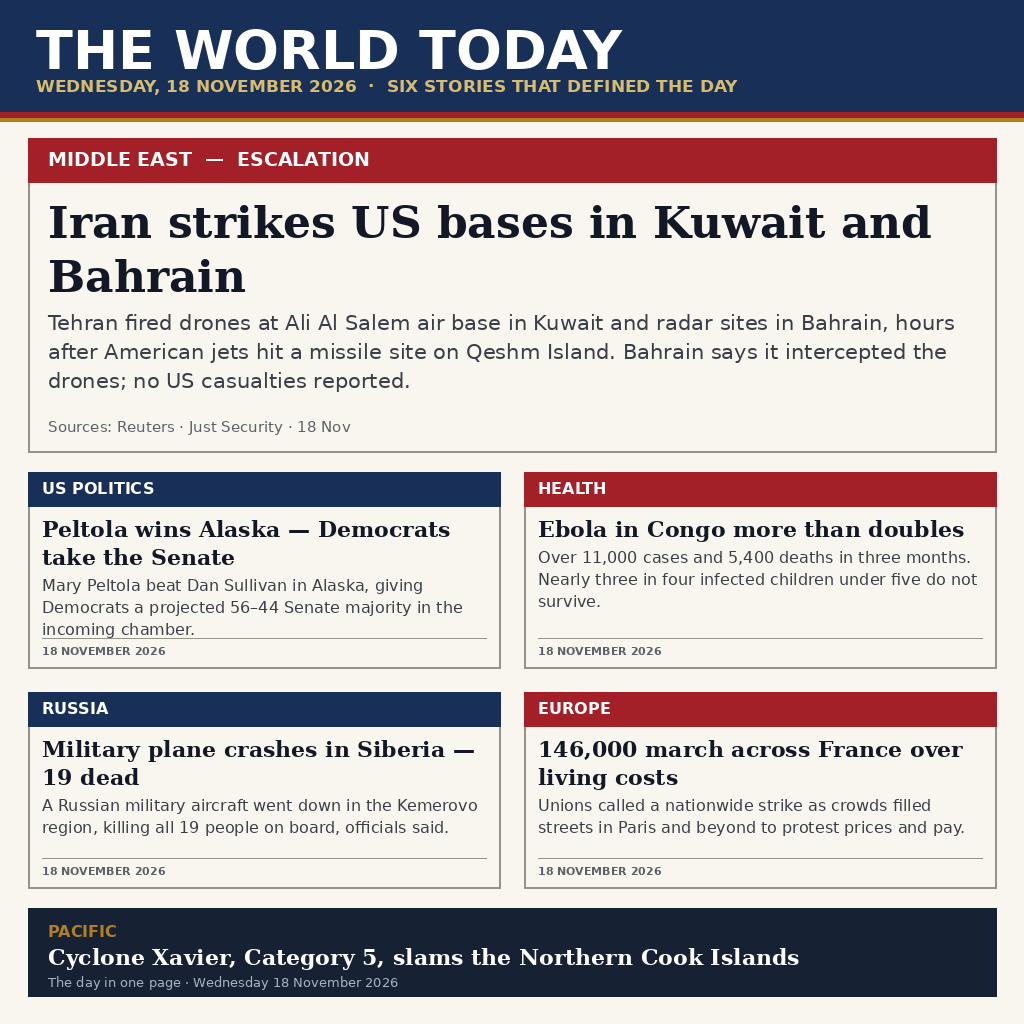 THE WORLD TODAY
WEDNESDAY, 18 NOVEMBER 2026 · SIX STORIES THAT DEFINED THE DAY
MIDDLE EAST — ESCALATION
Iran strikes US bases in Kuwait and
Bahrain
Tehran fired drones at Ali Al Salem air base in Kuwait and radar sites in Bahrain, hours
after American jets hit a missile site on Qeshm Island. Bahrain says it intercepted the
drones; no US casualties reported.
Sources: Reuters · Just Security · 18 Nov
US POLITICS
Peltola wins Alaska — Democrats
take the Senate
Mary Peltola beat Dan Sullivan in Alaska, giving
Democrats a projected 56–44 Senate majority in the
incoming chamber.
18 NOVEMBER 2026
HEALTH
Ebola in Congo more than doubles
Over 11,000 cases and 5,400 deaths in three months.
Nearly three in four infected children under five do not
survive.
18 NOVEMBER 2026
RUSSIA
Military plane crashes in Siberia —
19 dead
A Russian military aircraft went down in the Kemerovo
region, killing all 19 people on board, officials said.
18 NOVEMBER 2026
EUROPE
146,000 march across France over
living costs
Unions called a nationwide strike as crowds filled
streets in Paris and beyond to protest prices and pay.
18 NOVEMBER 2026
PACIFIC
Cyclone Xavier, Category 5, slams the Northern Cook Islands
The day in one page · Wednesday 18 November 2026